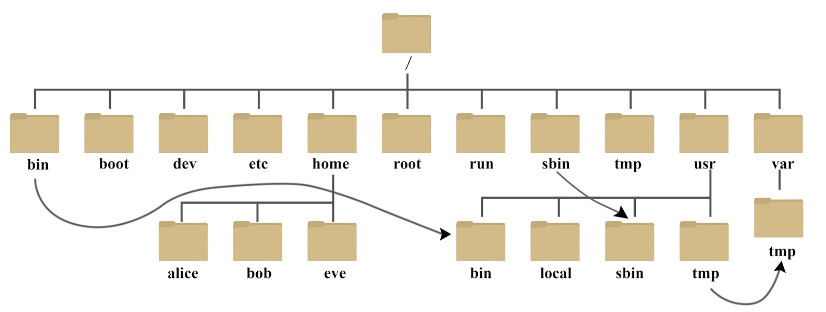 /
bin boot dev etc home root run sbin tmp usr var
alice bob eve bin local sbin tmp tmp